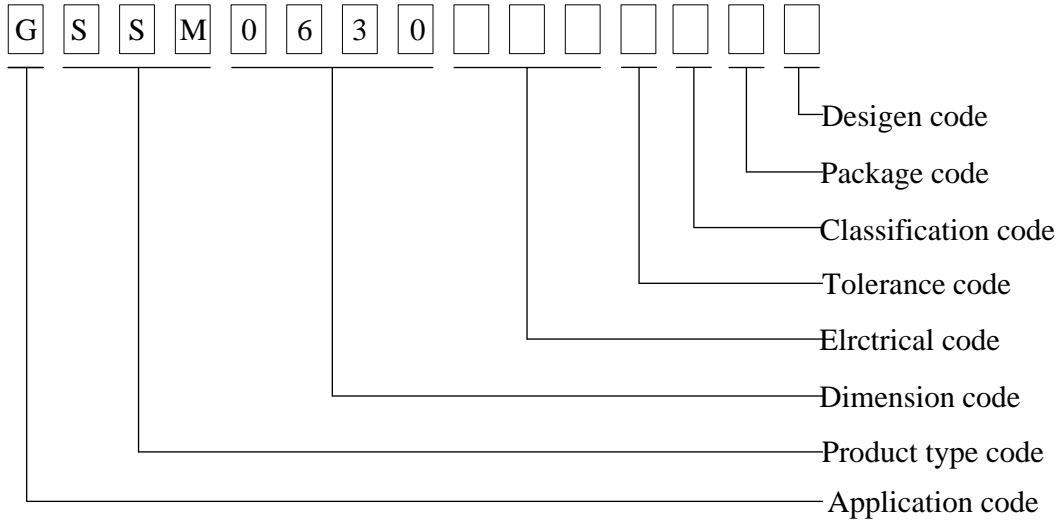 G S S M 0 6 3 0
Desigen code
Package code
Classification code
Tolerance code
Elrctrical code
Dimension code
Product type code
Application code